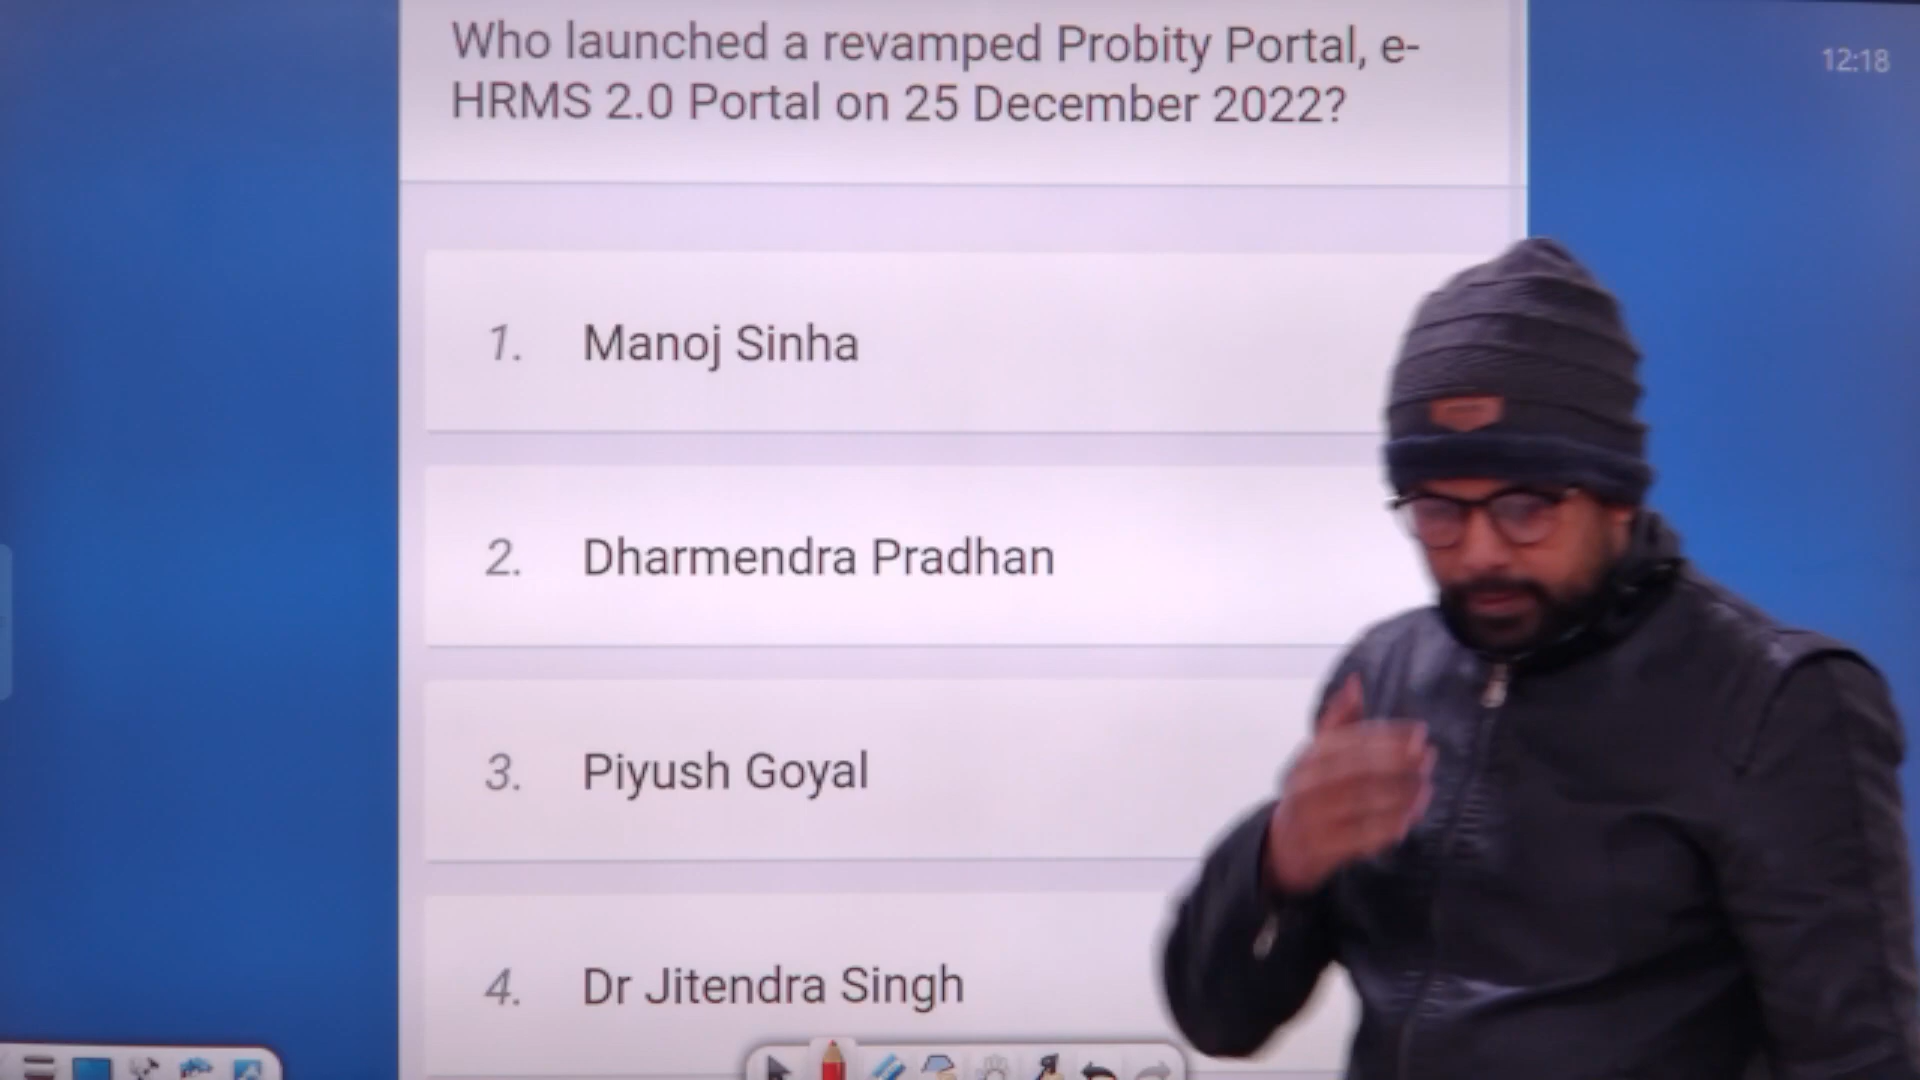 Who launched a revamped Probity Portal, e-
HRMS 2.0 Portal on 25 December 2022?
12:18
1. Manoj Sinha
2. Dharmendra Pradhan
3. Piyush Goyal
4. Dr Jitendra Singh